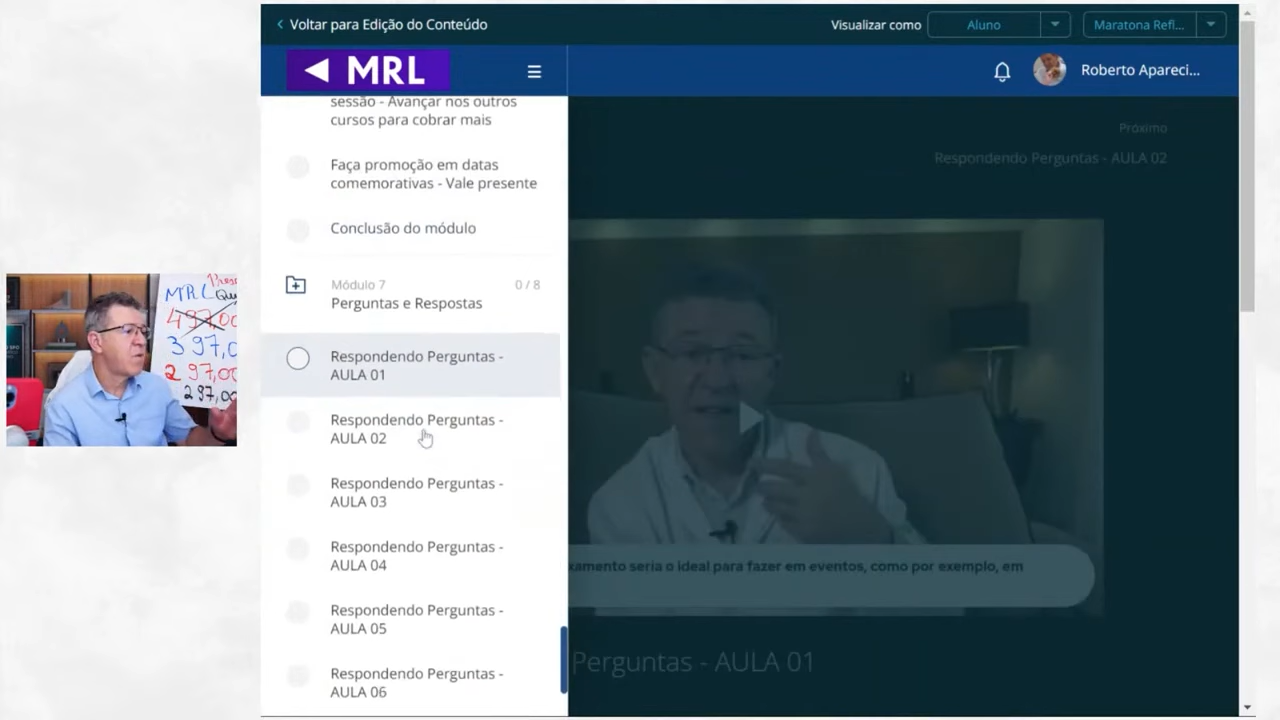 Voltar para Edição do Conteúdo
Visualizar como
Aluno
Maratona Refl...
MRL
Roberto Apareci...
sessão - Avançar nos outros
cursos para cobrar mais
Faça promoção em datas
comemorativas - Vale presente
Conclusão do módulo
Módulo 7
0 / 8
Perguntas e Respostas
Respondendo Perguntas -
AULA 01
Respondendo Perguntas -
AULA 02
Respondendo Perguntas -
AULA 03
Respondendo Perguntas -
AULA 04
Respondendo Perguntas -
AULA 05
Respondendo Perguntas -
AULA 06
Próximo
Respondendo Perguntas - AULA 02
seria o ideal para fazer em eventos, como por exemplo, em
Perguntas - AULA 01
MRL
497,00
397,0
297,00
297,00